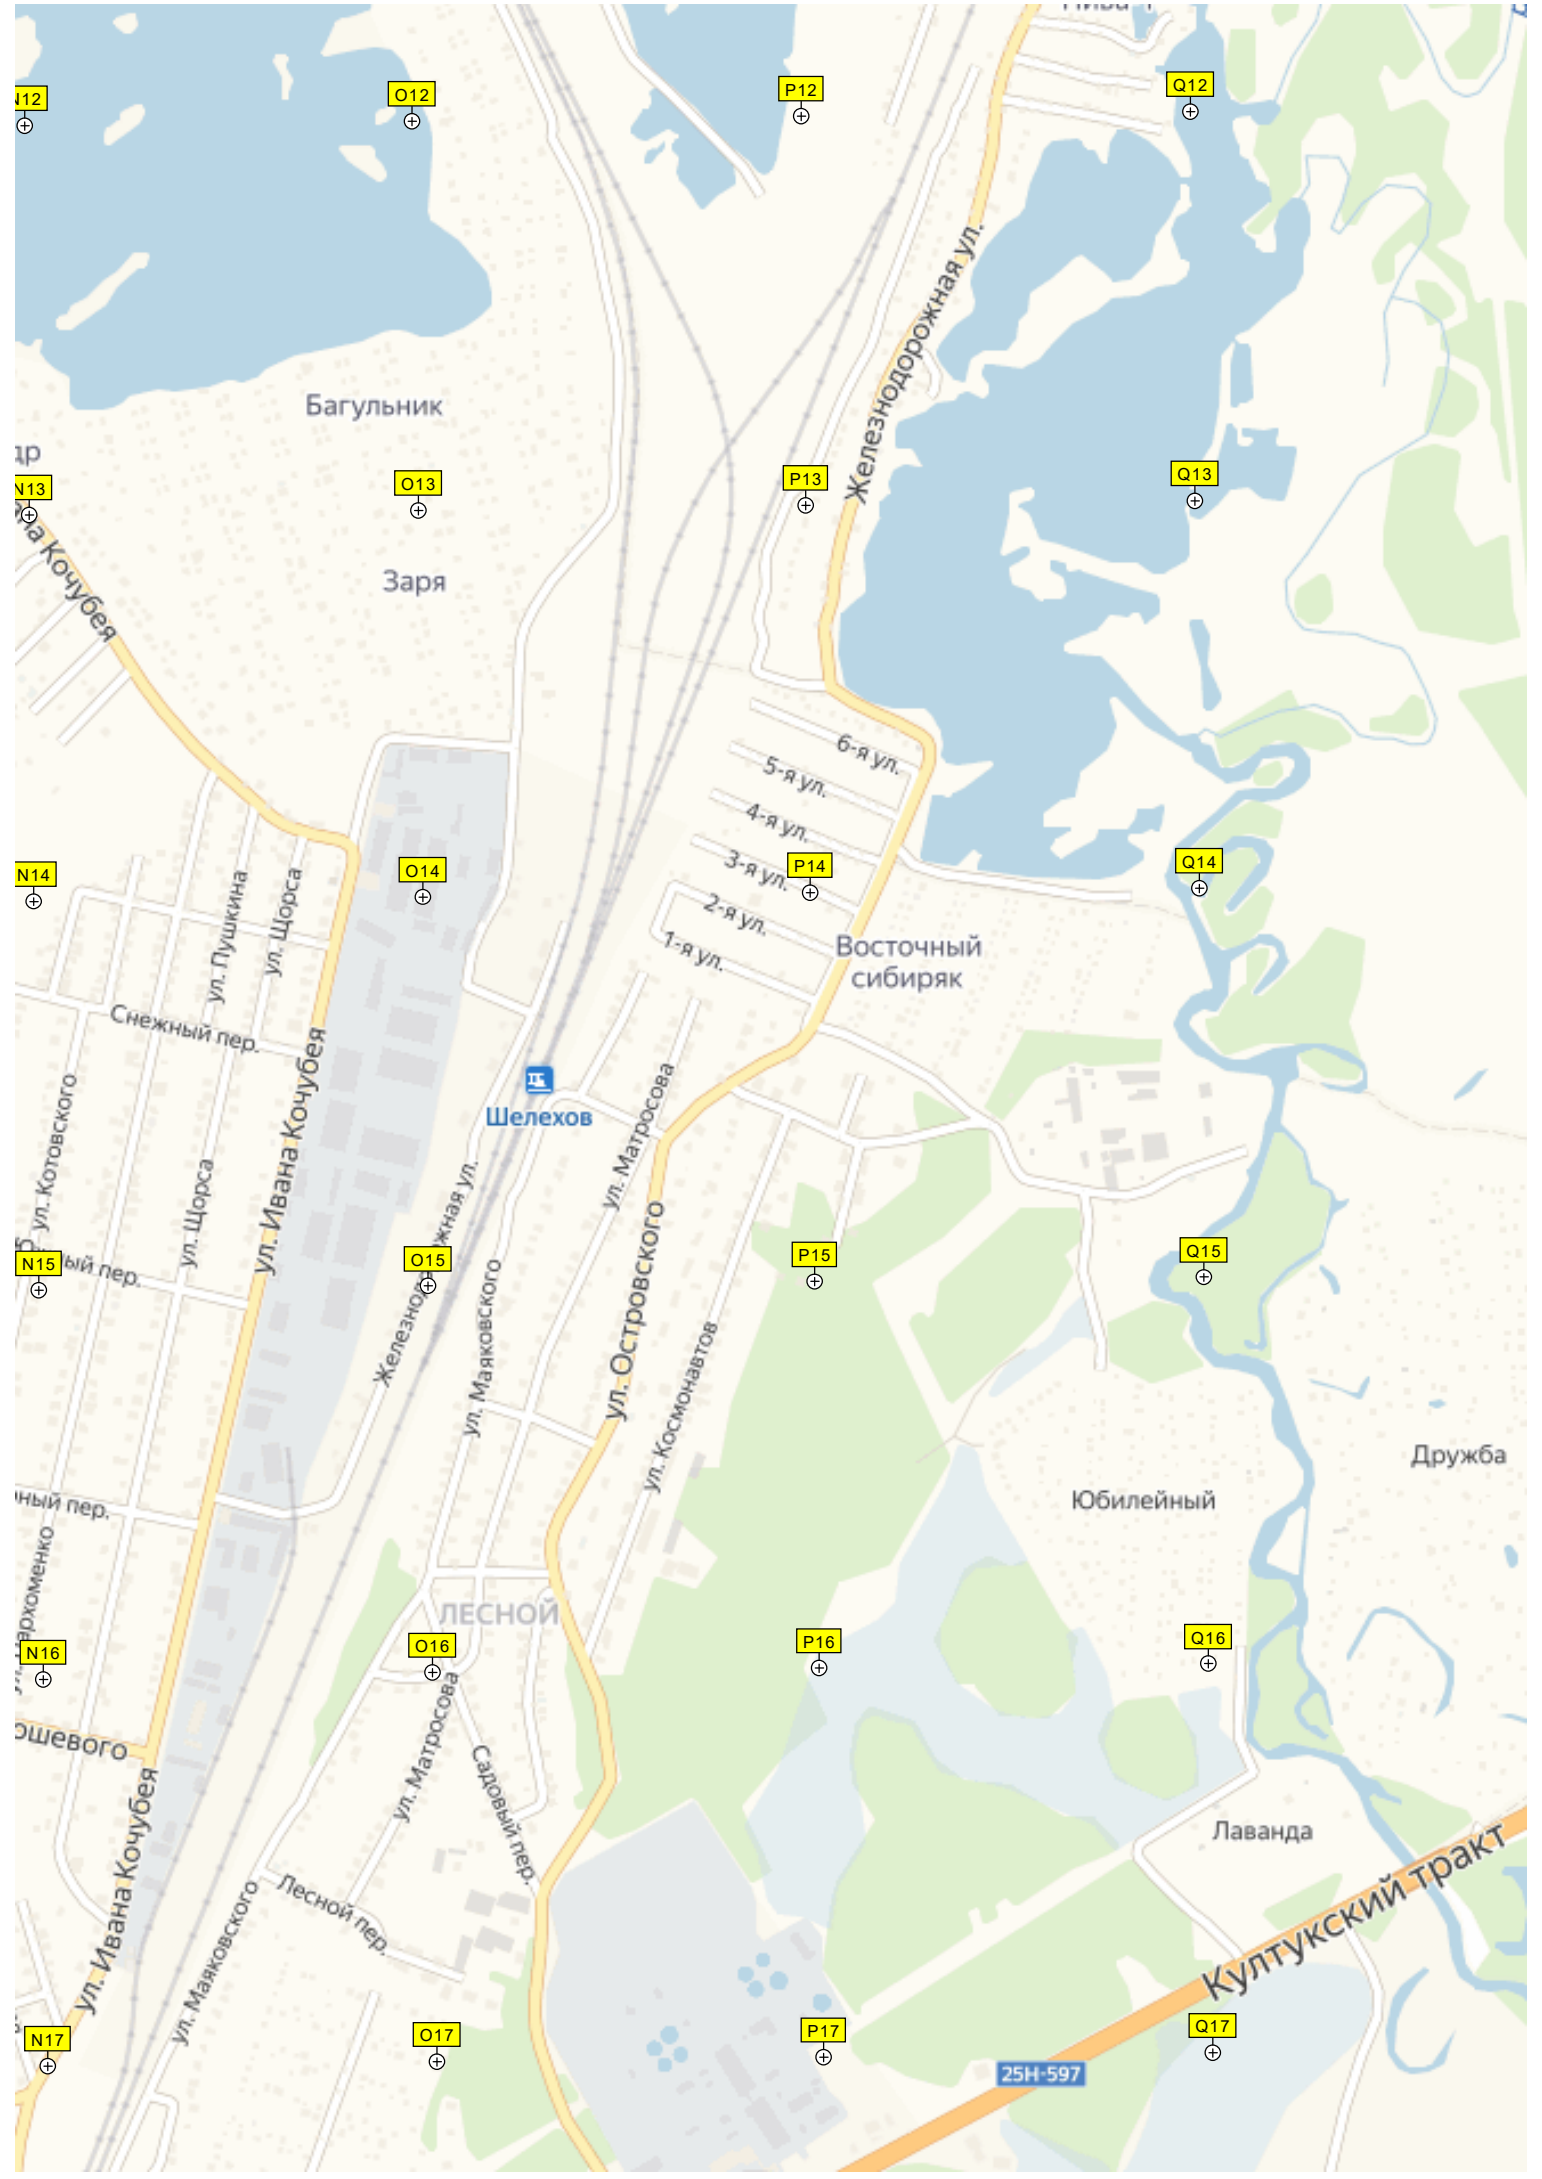 O12
P12
Q12
Железнодорожная ул.
Багульник
N13
O13
P13
Q13
Кочубея
Заря
6-я ул.
5-я ул.
4-я ул.
3-я ул.
2-я ул.
1-я ул.
N14
O14
P14
Q14
ул. Пушкина
ул. Щорса
Восточный
сибиряк
Снежный пер.
ул. Котовского
ул. Ивана Кочубея
Шелехов
ул. Матросова
ул. Щорса
N15
O15
P15
Q15
ул. Маяковского
ул. Островского
ул. Космонавтов
Дружба
Юбилейный
пер.
ЛЕСНОЙ
N16
O16
P16
Q16
ул. Матросова
Садовый пер.
ул. Ивана Кочубея
Лаванда
Култукский тракт
Лесной пер.
ул. Маяковского
N17
O17
P17
Q17
25Н-597